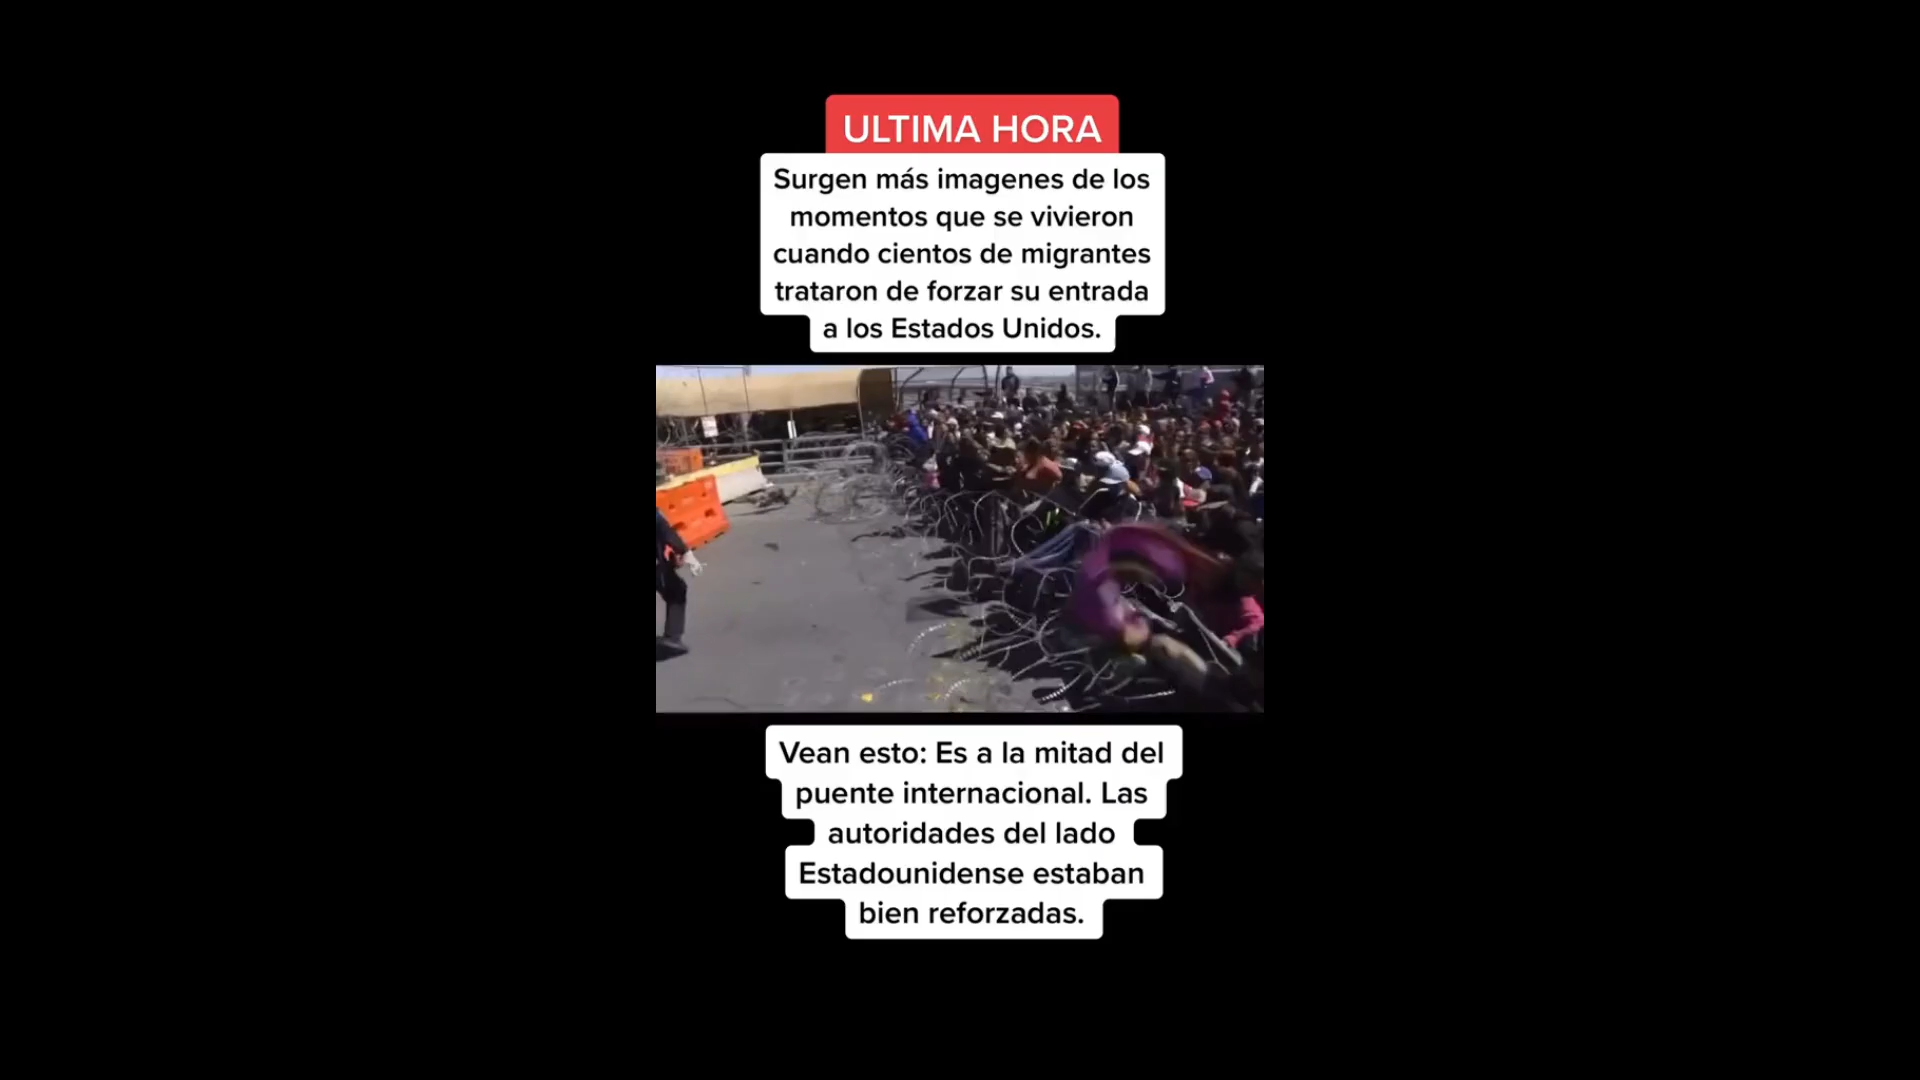 ULTIMA HORA
Surgen más imagenes de los
momentos que se vivieron
cuando cientos de migrantes
trataron de forzar su entrada
a los Estados Unidos.
Vean esto: Es a la mitad del
puente internacional. Las
autoridades del lado
Estadounidense estaban
bien reforzadas.